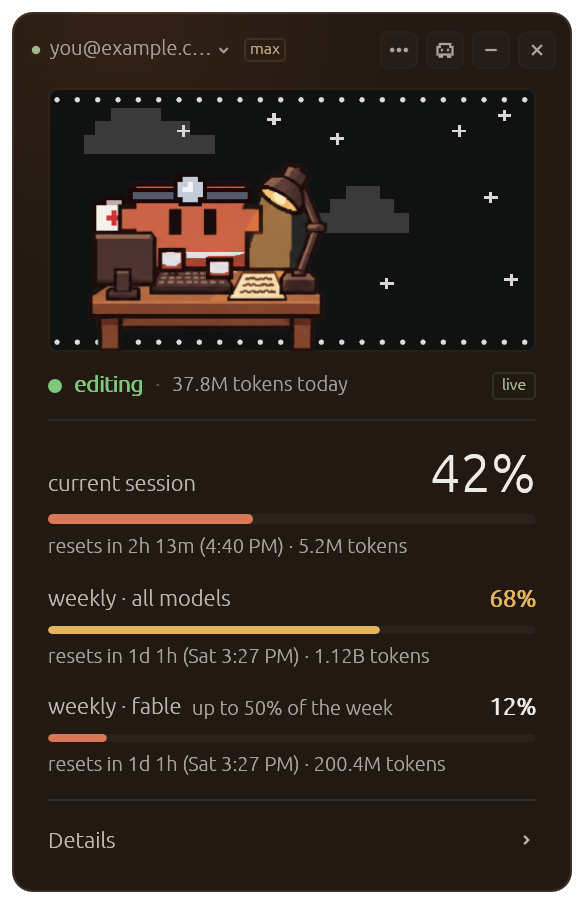 you@example.c... max
editing · 37.8M tokens today live
current session 42%
resets in 2h 13m (4:40 PM) · 5.2M tokens
weekly · all models 68%
resets in 1d 1h (Sat 3:27 PM) · 1.12B tokens
weekly · fable up to 50% of the week 12%
resets in 1d 1h (Sat 3:27 PM) · 200.4M tokens
Details